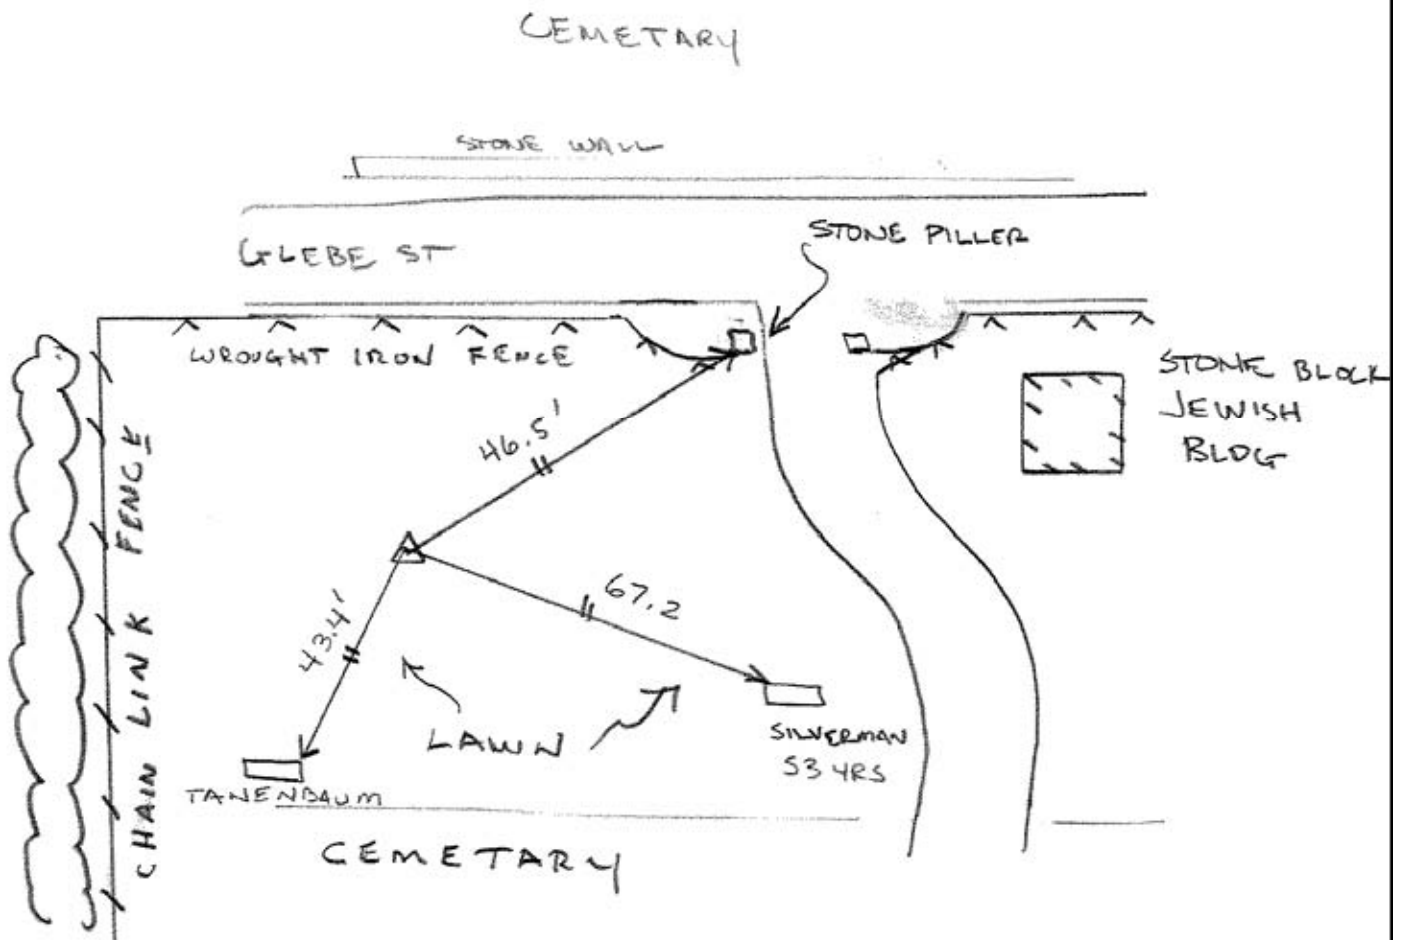 CEMETARY
STONE WALL
STONE PILLER
GLEBE ST
WROUGHT IRON FENCE
STONE BLOCK
JEWISH
BLDG
46.5'
CHAIN LINK FENCE
67.2
43.4'
LAWN
SILVERMAN
53 YRS
TANENBAUM
CEMETARY